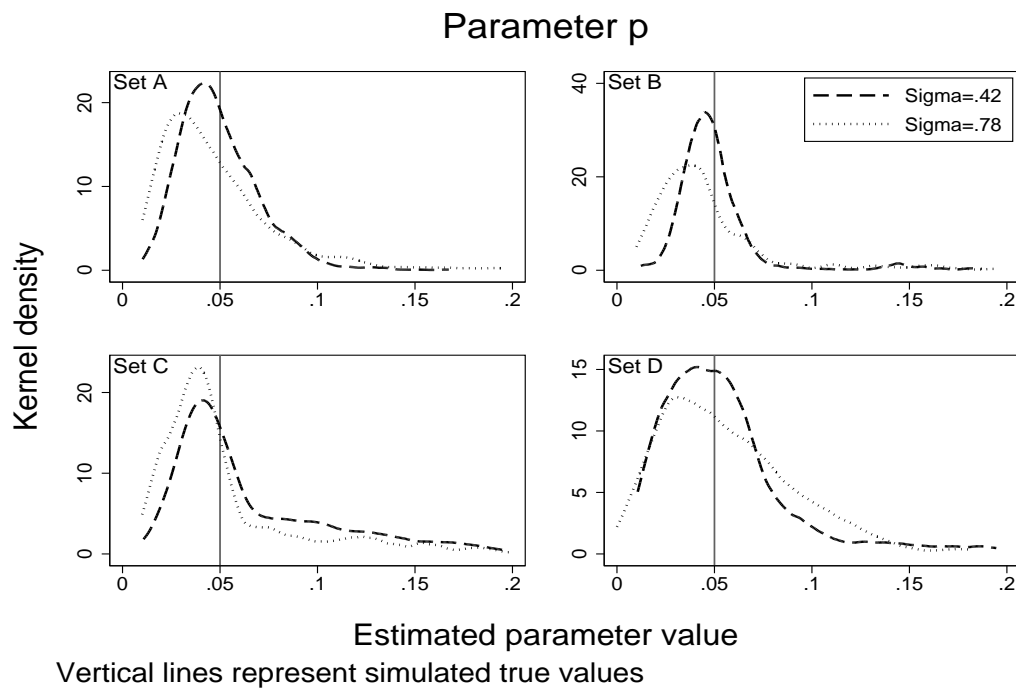 Parameter p
Set A
0 10 20
0 .05 .1 .15 .2
Set B
0 20 40
0 .05 .1 .15 .2
Sigma=.42
Sigma=.78
Set C
0 10 20
0 .05 .1 .15 .2
Set D
0 5 10 15
0 .05 .1 .15 .2
Kernel density
Estimated parameter value
Vertical lines represent simulated true values